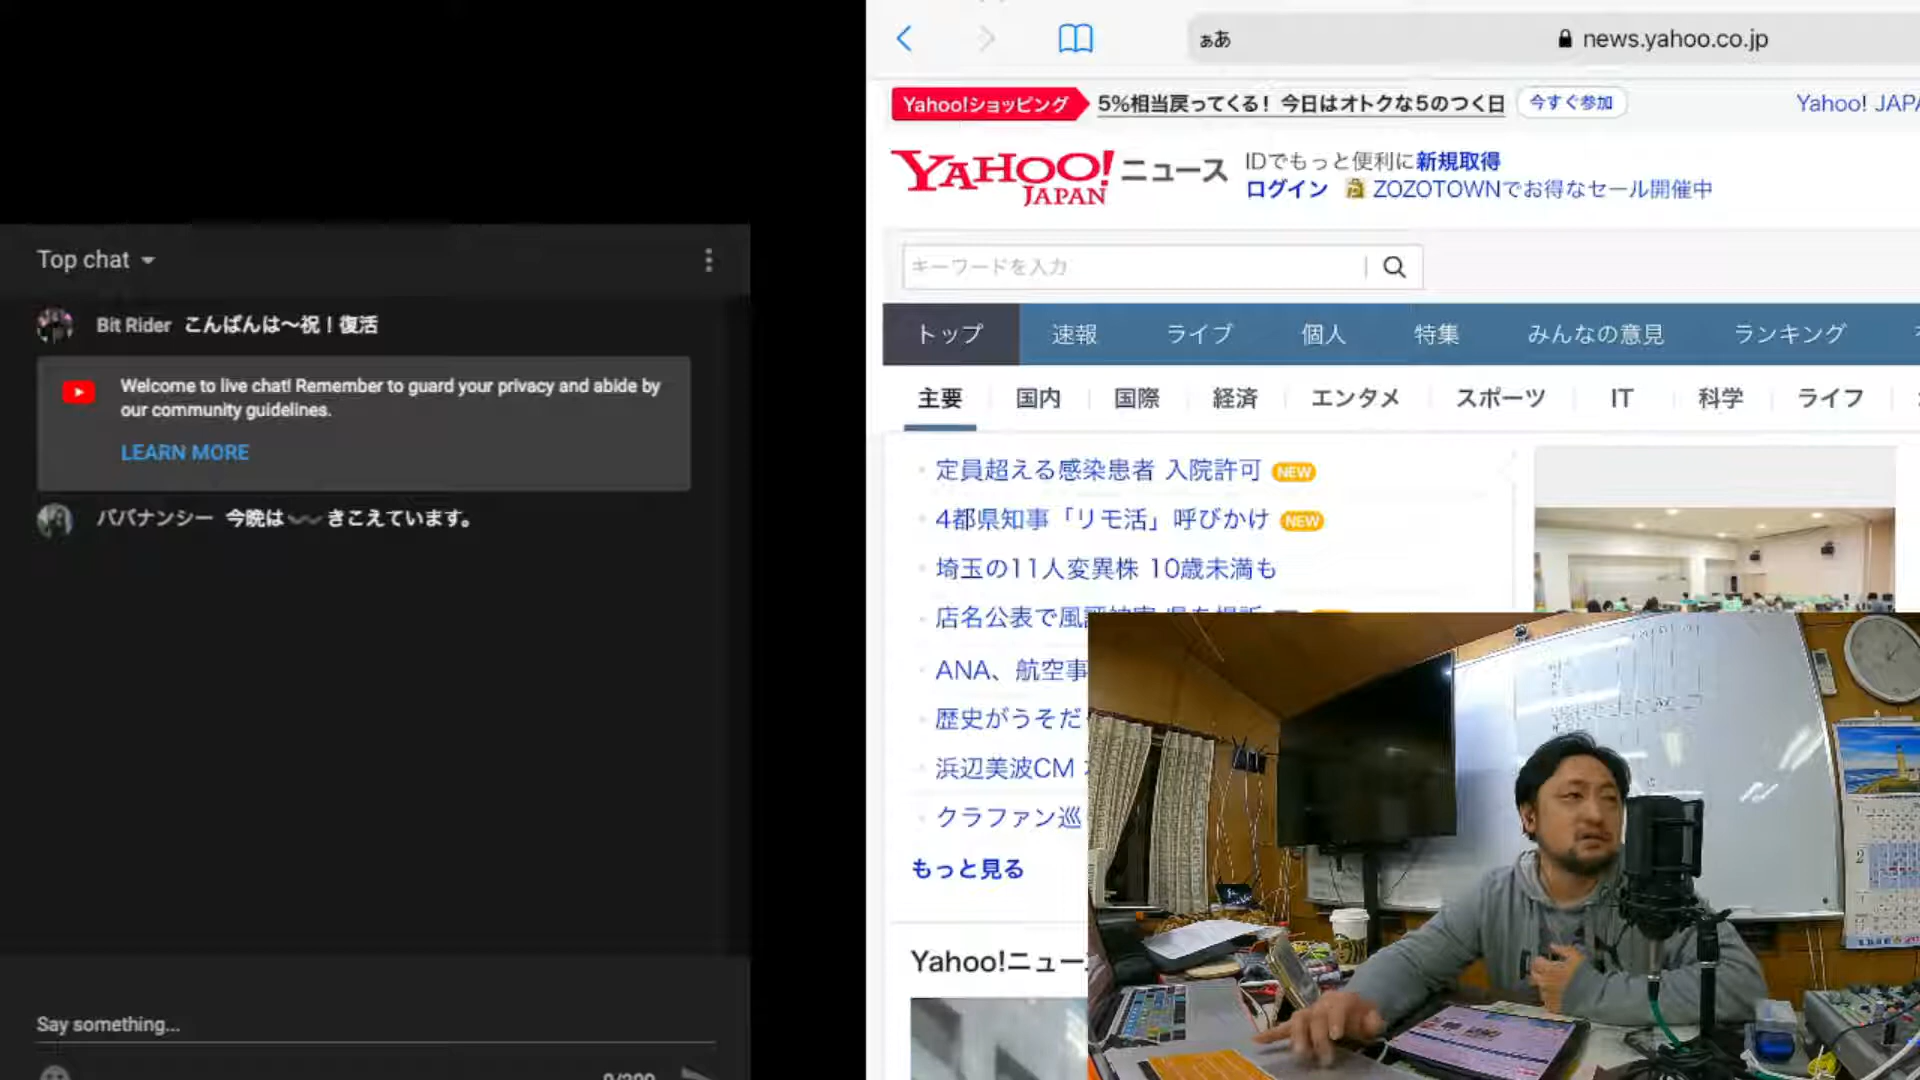 Top chat
Bit Rider こんばんは～祝！復活
Welcome to live chat! Remember to guard your privacy and abide by
our community guidelines.
LEARN MORE
ババナンシー 今晩は〰〰きこえています。
Say something...
0/200
ぁあ
news.yahoo.co.jp
Yahoo!ショッピング 5%相当戻ってくる！今日はオトクな5のつく日 今すぐ参加
Yahoo! JAPA
YAHOO! JAPAN ニュース
IDでもっと便利に新規取得
ログイン ZOZOTOWNでお得なセール開催中
キーワードを入力
トップ 速報 ライブ 個人 特集 みんなの意見 ランキング
主要 国内 国際 経済 エンタメ スポーツ IT 科学 ライフ
定員超える感染患者 入院許可 NEW
4都県知事「リモ活」呼びかけ NEW
埼玉の11人変異株 10歳未満も
店名公表で風評被害 県を提訴
ANA、航空事
歴史がうそだ
浜辺美波CM
クラファン巡
もっと見る
Yahoo!ニュー